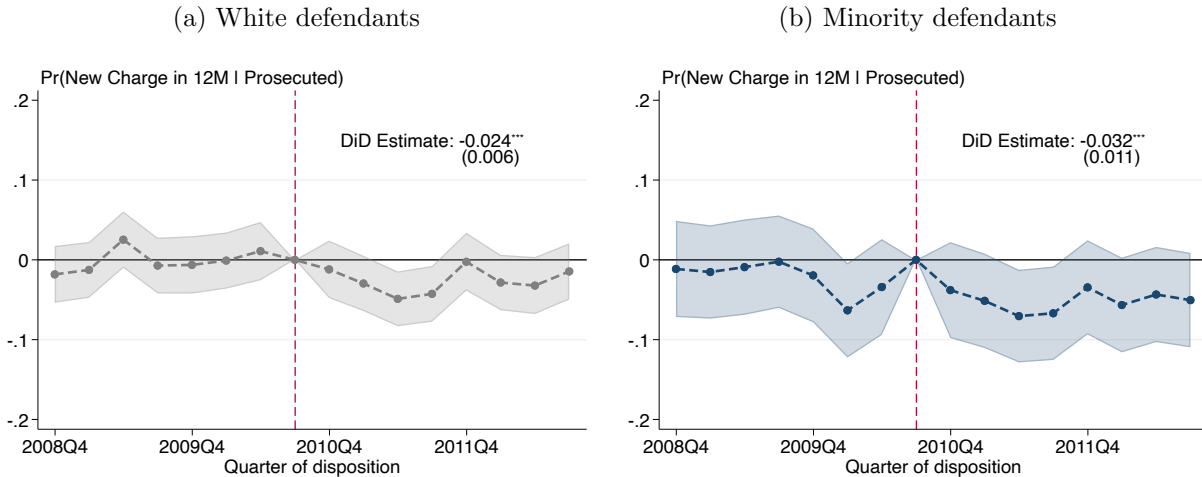 (a) White defendants
Pr(New Charge in 12M | Prosecuted)
.2
DiD Estimate: -0.024***
(0.006)
.1
0
-.1
-.2
2008Q4 2009Q4 2010Q4 2011Q4
Quarter of disposition
(b) Minority defendants
Pr(New Charge in 12M | Prosecuted)
.2
DiD Estimate: -0.032***
(0.011)
.1
0
-.1
-.2
2008Q4 2009Q4 2010Q4 2011Q4
Quarter of disposition